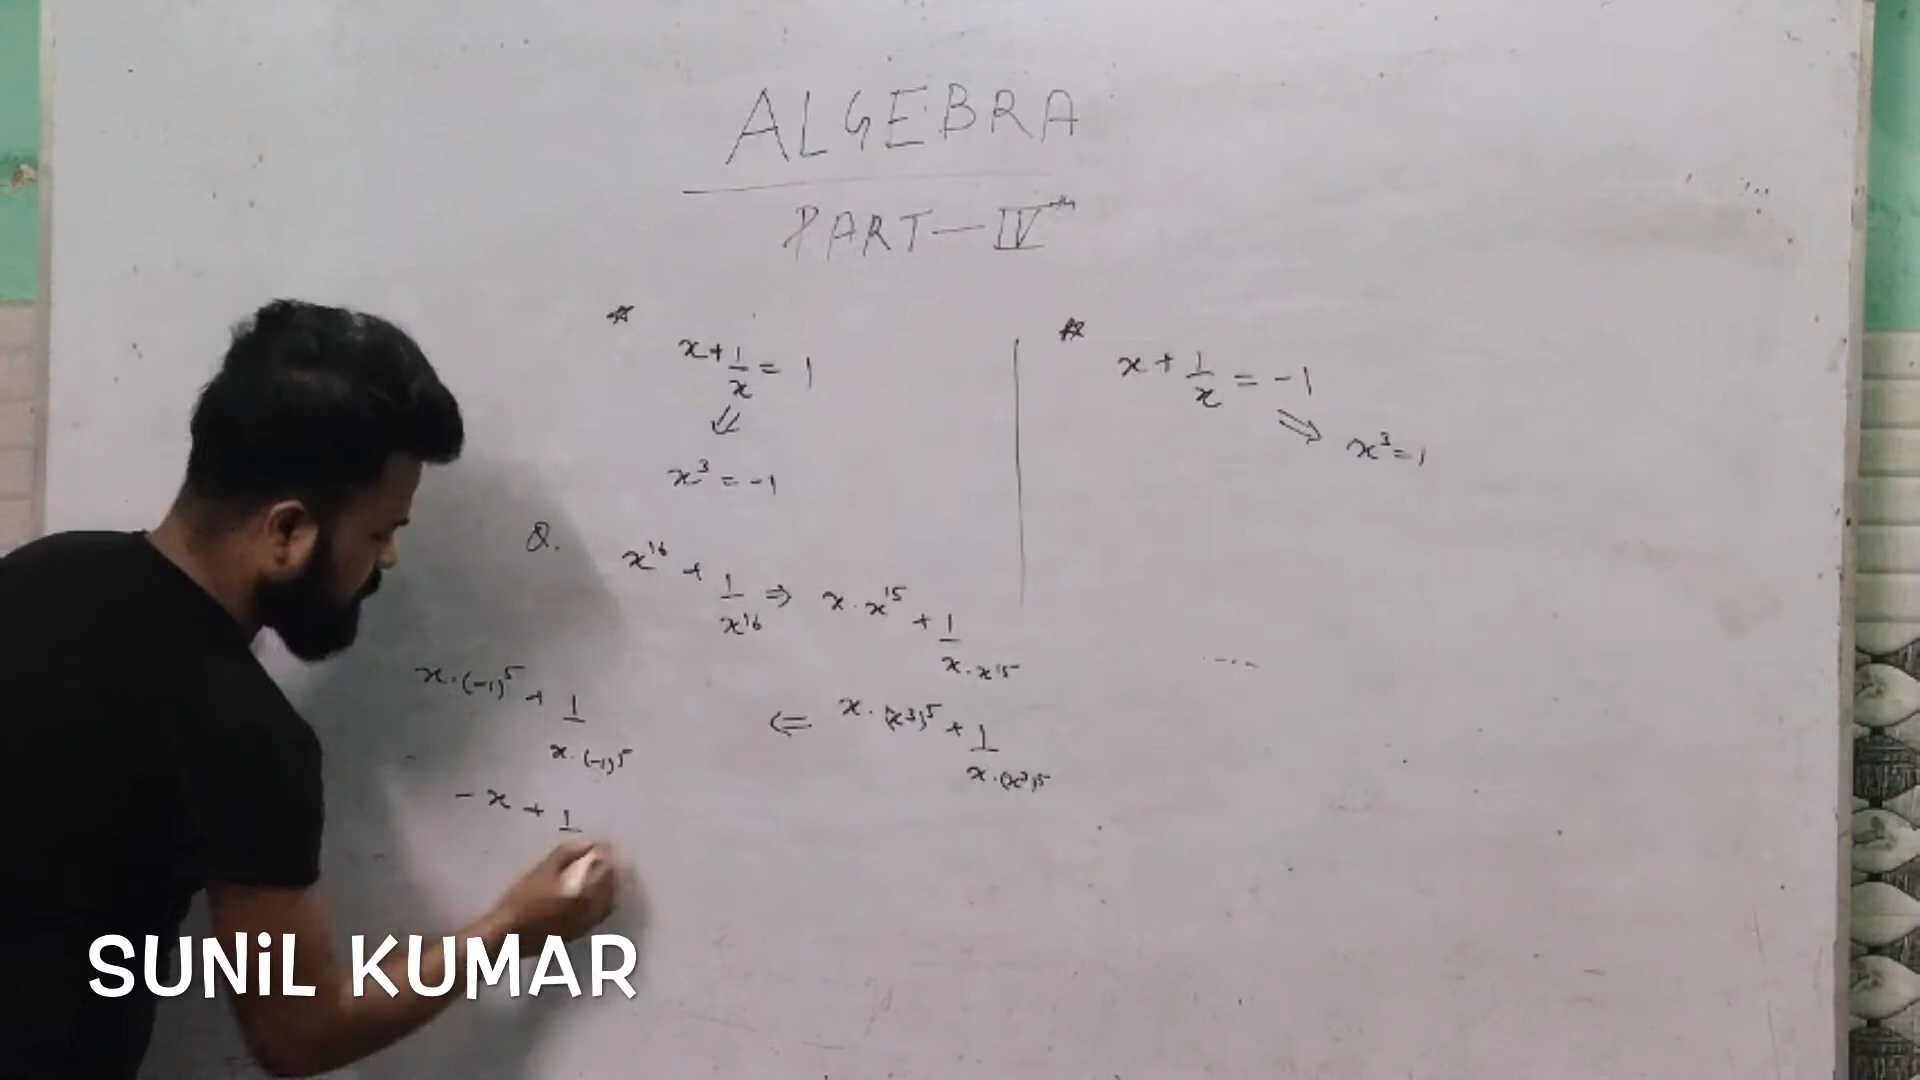 ALGEBRA
PART—IV
x + 1/x = 1
x³ = -1
x + 1/x = -1
x³ = 1
Q. x¹⁶ + 1/x¹⁶ ⇒ x . x¹⁵ + 1/x . x¹⁵
⇐ x . (x³)⁵ + 1/x . (x³)⁵
x . (-1)⁵ + 1/x . (-1)⁵
- x + 1
SUNiL KUMAR